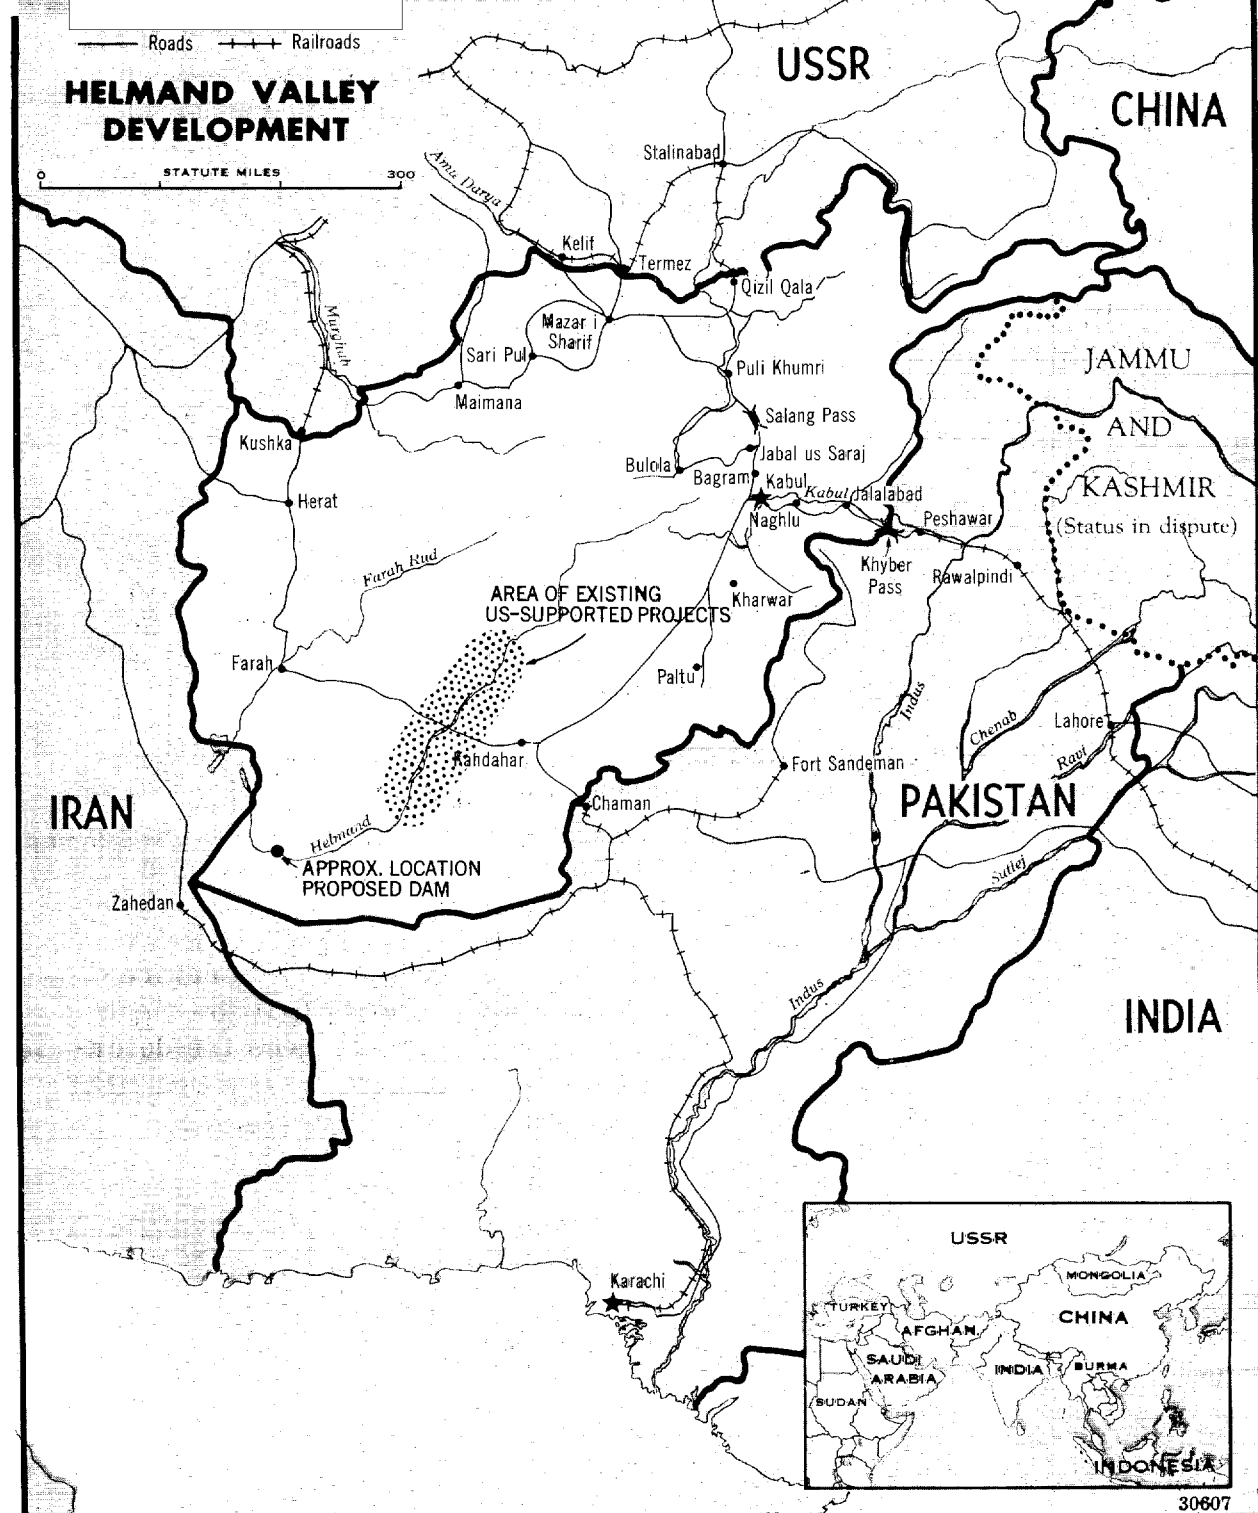 Roads Railroads
HELMAND VALLEY
DEVELOPMENT
0 STATUTE MILES 300
USSR
CHINA
Stalinabad
Amu Darya
Kelif
Termez
Qizil Qala
Murghab
Mazar i
Sharif
Sari Pul
Puli Khumri
Maimana
Salang Pass
Kushka
Jabal us Saraj
Bulola
Bagram
Kabul
Kabul
Jalalabad
Herat
Naghlu
Peshawar
Khyber
Pass
Rawalpindi
JAMMU
AND
KASHMIR
(Status in dispute)
Farah Rud
AREA OF EXISTING
US-SUPPORTED PROJECTS
Kharwar
Farah
Paltu
Indus
Chenab
Lahore
Ravi
Kahdahar
Fort Sandeman
IRAN
Chaman
PAKISTAN
Helmand
APPROX. LOCATION
PROPOSED DAM
Sutlej
Zahedan
Indus
INDIA
Karachi
USSR
MONGOLIA
TURKEY
CHINA
AFGHAN.
SAUDI
ARABIA
INDIA
BURMA
SUDAN
INDONESIA
30607